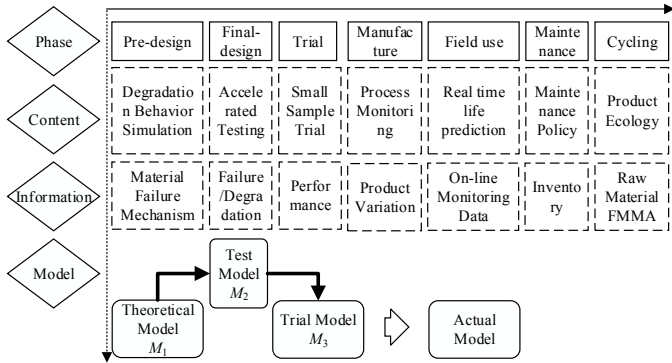 Phase
Pre-design
Final-
design
Trial
Manufac
ture
Field use
Mainte
nance
Cycling
Content
Degradatio
n Behavior
Simulation
Accele
rated
Testing
Small
Sample
Trial
Process
Monitori
ng
Real time
life
prediction
Mainte
nance
Policy
Product
Ecology
Information
Material
Failure
Mechanism
Failure
/Degra
dation
Perfor
mance
Product
Variation
On-line
Monitoring
Data
Invent
ory
Raw
Material
FMMA
Model
Theoretical
Model
M1
Test
Model
M2
Trial Model
M3
Actual
Model